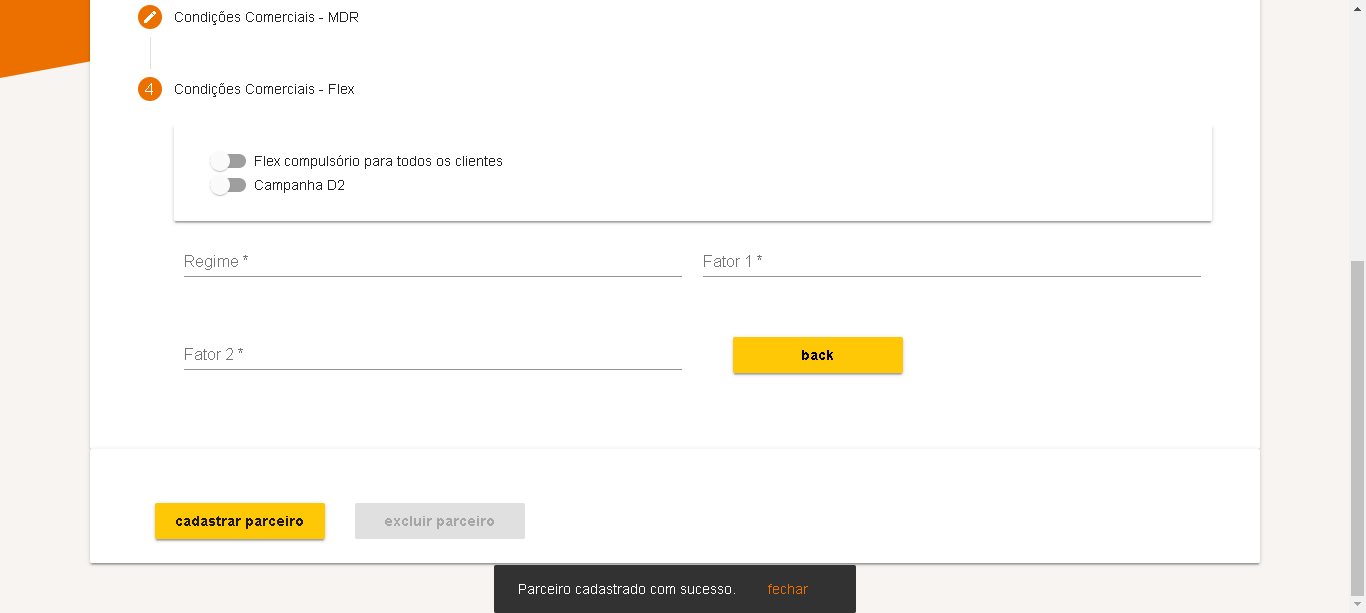 Condições Comerciais - MDR
4 Condições Comerciais - Flex
Flex compulsório para todos os clientes
Campanha D2
Regime *
Fator 1 *
Fator 2 *
back
cadastrar parceiro
excluir parceiro
Parceiro cadastrado com sucesso. fechar